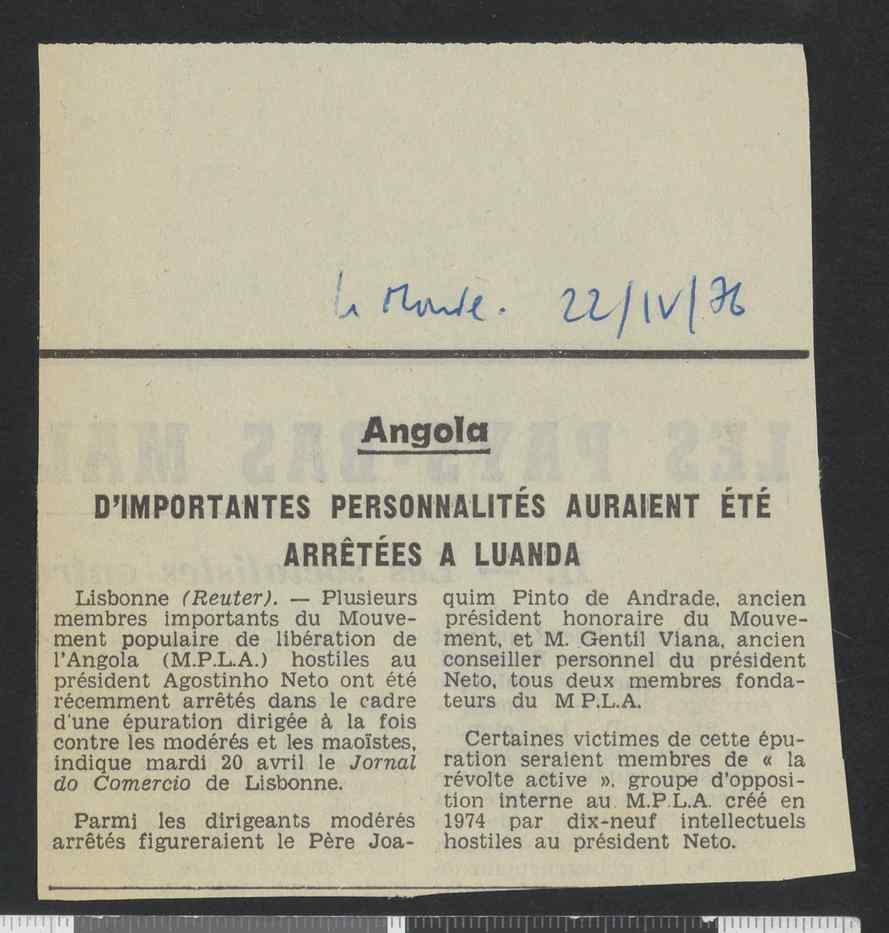 Le Monde. 22/IV/76
Angola
D'IMPORTANTES PERSONNALITÉS AURAIENT ÉTÉ
ARRÊTÉES A LUANDA
Lisbonne (Reuter). — Plusieurs
membres importants du Mouve-
ment populaire de libération de
l'Angola (M.P.L.A.) hostiles au
président Agostinho Neto ont été
récemment arrêtés dans le cadre
d'une épuration dirigée à la fois
contre les modérés et les maoïstes,
indique mardi 20 avril le Jornal
do Comercio de Lisbonne.
Parmi les dirigeants modérés
arrêtés figureraient le Père Joa-
quim Pinto de Andrade, ancien
président honoraire du Mouve-
ment, et M. Gentil Viana, ancien
conseiller personnel du président
Neto, tous deux membres fonda-
teurs du M P.L.A.
Certaines victimes de cette épu-
ration seraient membres de « la
révolte active », groupe d'opposi-
tion interne au M.P.L.A. créé en
1974 par dix-neuf intellectuels
hostiles au président Neto.